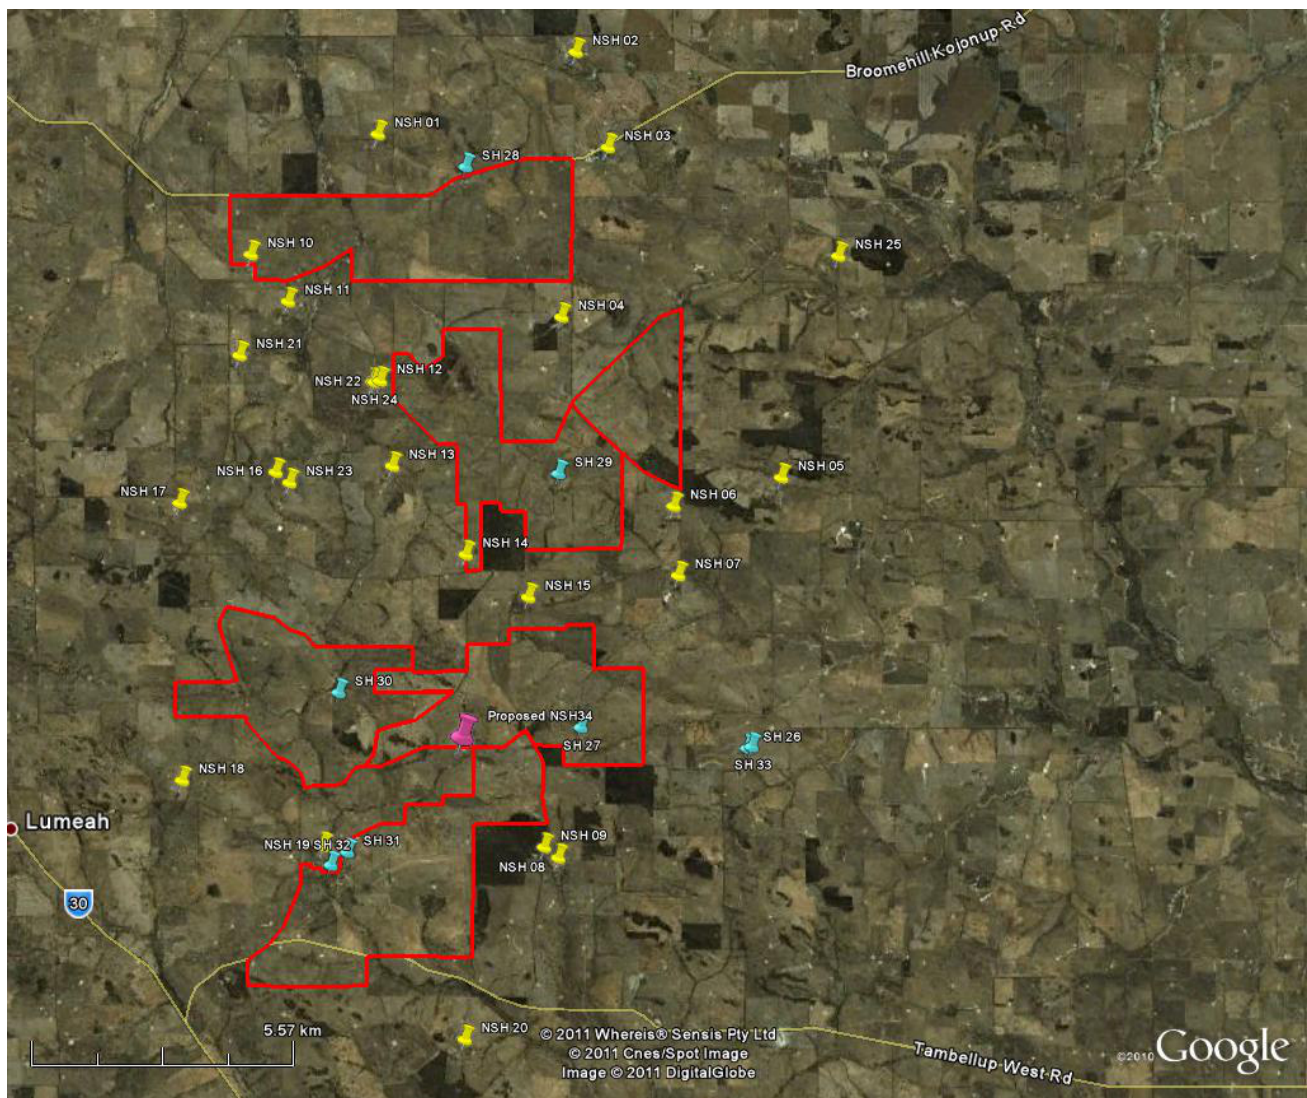 NSH 02
Broomehill Kojonup Rd
NSH 01
NSH 03
SH 28
NSH 10
NSH 25
NSH 11
NSH 04
NSH 21
NSH 12
NSH 22
NSH 24
NSH 13
SH 29
NSH 16
NSH 23
NSH 05
NSH 17
NSH 06
NSH 14
NSH 07
NSH 15
SH 30
Proposed NSH34
SH 27
SH 26
SH 33
NSH 18
Lumeah
NSH 19
SH 32
SH 31
NSH 09
NSH 08
30
5.57 km
NSH 20
© 2011 Whereis® Sensis Pty Ltd
© 2011 Cnes/Spot Image
Image © 2011 DigitalGlobe
©2010 Google
Tambellup West Rd